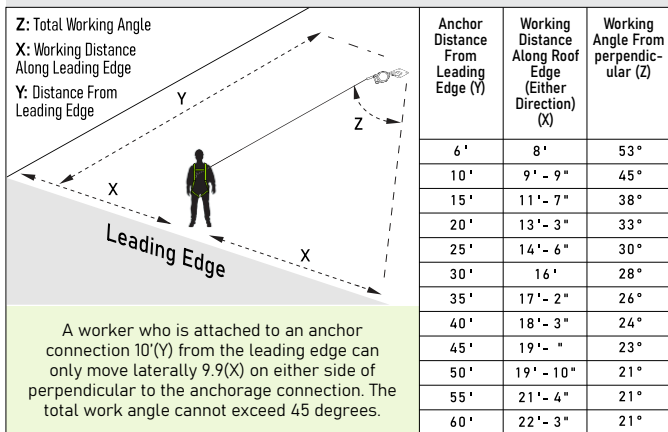 Z: Total Working Angle
X: Working Distance
Along Leading Edge
Y: Distance From
Leading Edge
Y
Z
X
X
Leading Edge
A worker who is attached to an anchor
connection 10'(Y) from the leading edge can
only move laterally 9.9(X) on either side of
perpendicular to the anchorage connection. The
total work angle cannot exceed 45 degrees.
Anchor
Distance
From
Leading
Edge (Y)
Working
Distance
Along Roof
Edge
(Either
Direction)
(X)
Working
Angle From
perpendic-
ular (Z)
6' 8' 53°
10' 9'-9" 45°
15' 11'-7" 38°
20' 13'-3" 33°
25' 14'-6" 30°
30' 16' 28°
35' 17'-2" 26°
40' 18'-3" 24°
45' 19'- " 23°
50' 19'-10" 21°
55' 21'-4" 21°
60' 22'-3" 21°